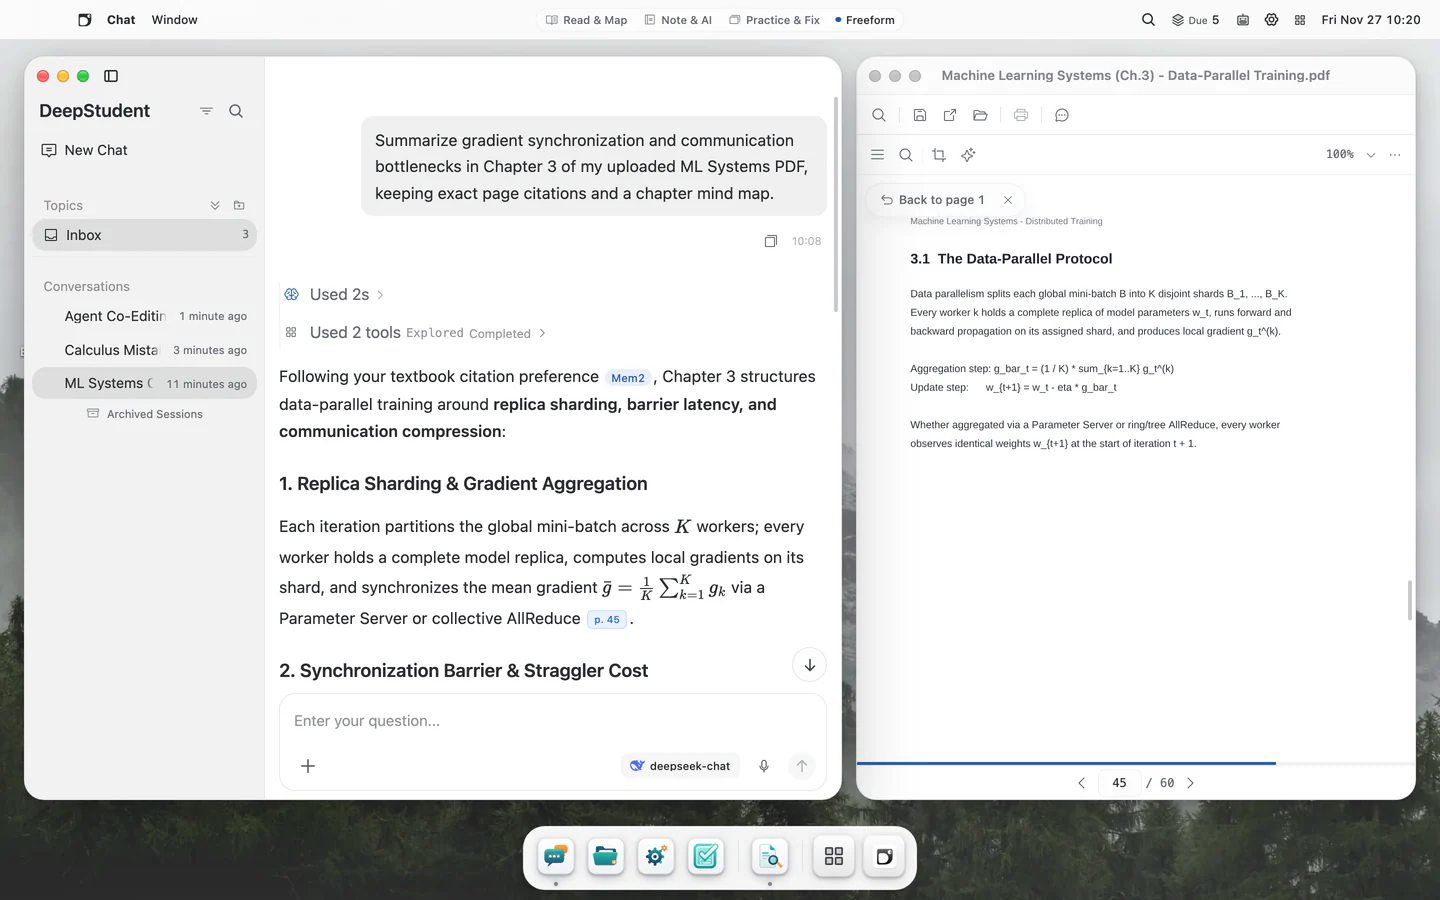 Chat Window
Read & Map Note & AI Practice & Fix Freeform
Due 5 Fri Nov 27 10:20
DeepStudent
New Chat
Topics
Inbox 3
Conversations
Agent Co-Editin 1 minute ago
Calculus Mista 3 minutes ago
ML Systems 11 minutes ago
Archived Sessions
Summarize gradient synchronization and communication
bottlenecks in Chapter 3 of my uploaded ML Systems PDF,
keeping exact page citations and a chapter mind map.
10:08
Used 2s
Used 2 tools Explored Completed
Following your textbook citation preference Mem2 , Chapter 3 structures
data-parallel training around replica sharding, barrier latency, and
communication compression:
1. Replica Sharding & Gradient Aggregation
Each iteration partitions the global mini-batch across K workers; every
worker holds a complete model replica, computes local gradients on its
shard, and synchronizes the mean gradient ḡ = 1/K ∑_{k=1}^{K} g_k via a
Parameter Server or collective AllReduce p. 45 .
2. Synchronization Barrier & Straggler Cost
Enter your question...
deepseek-chat
Machine Learning Systems (Ch.3) - Data-Parallel Training.pdf
100%
Back to page 1
Machine Learning Systems - Distributed Training
3.1 The Data-Parallel Protocol
Data parallelism splits each global mini-batch B into K disjoint shards B_1, ..., B_K.
Every worker k holds a complete replica of model parameters w_t, runs forward and
backward propagation on its assigned shard, and produces local gradient g_t^(k).
Aggregation step: g_bar_t = (1 / K) * sum_{k=1..K} g_t^(k)
Update step: w_{t+1} = w_t - eta * g_bar_t
Whether aggregated via a Parameter Server or ring/tree AllReduce, every worker
observes identical weights w_{t+1} at the start of iteration t + 1.
45 / 60